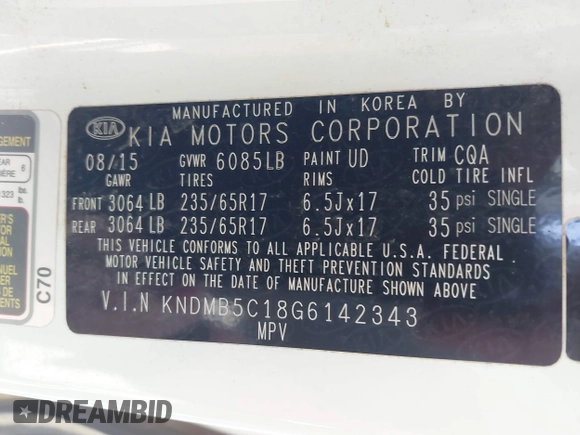 MANUFACTURED IN KOREA BY
KIA KIA MOTORS CORPORATION
08/15 GVWR 6085LB PAINT UD TRIM CQA
GAWR TIRES RIMS COLD TIRE INFL
FRONT 3064 LB 235/65R17 6.5Jx17 35 psi SINGLE
REAR 3064 LB 235/65R17 6.5Jx17 35 psi SINGLE
THIS VEHICLE CONFORMS TO ALL APPLICABLE U.S.A. FEDERAL
MOTOR VEHICLE SAFETY AND THEFT PREVENTION STANDARDS
IN EFFECT ON THE DATE OF MANUFACTURE SHOWN ABOVE
V.I.N KNDMB5C18G6142343
MPV
C70
DREAMBID